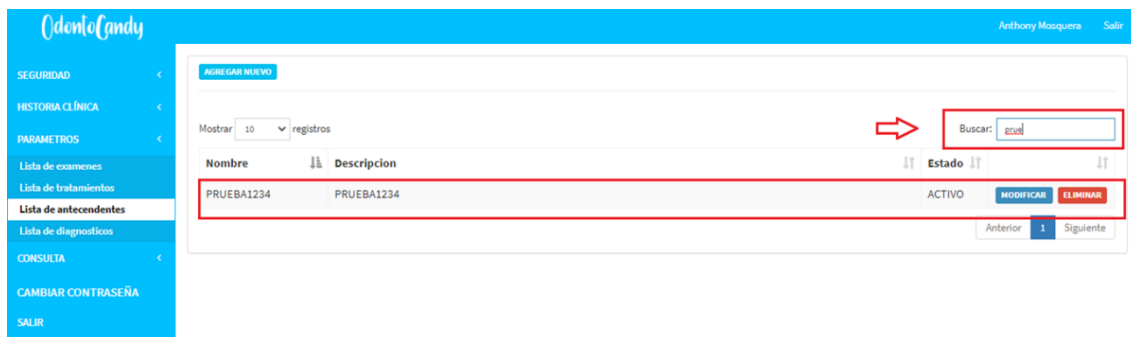 OdontoCandy
Anthony Mosquera Salir
SEGURIDAD
HISTORIA CLÍNICA
PARAMETROS
Lista de examenes
Lista de tratamientos
Lista de antecendentes
Lista de diagnosticos
CONSULTA
CAMBIAR CONTRASEÑA
SALIR
AGREGAR NUEVO
Mostrar 10 registros
Buscar: prue
Nombre Descripcion Estado
PRUEBA1234 PRUEBA1234 ACTIVO MODIFICAR ELIMINAR
Anterior 1 Siguiente